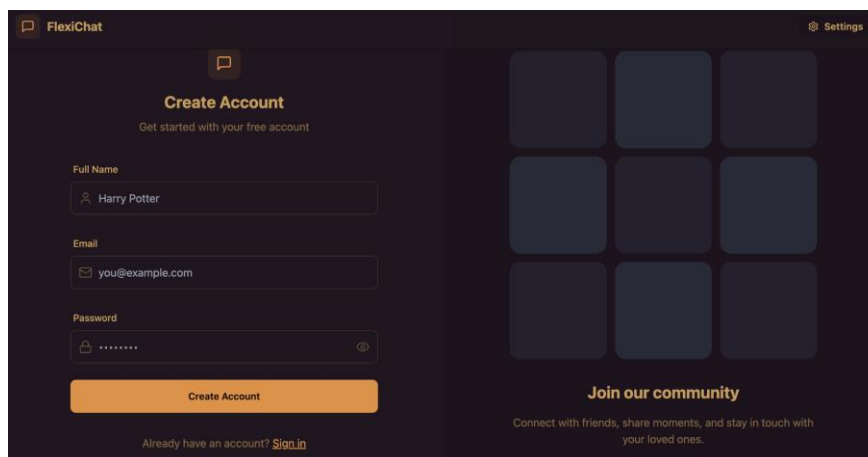 FlexiChat
Settings
Create Account
Get started with your free account
Full Name
Harry Potter
Email
you@example.com
Password
••••••••
Create Account
Already have an account? Sign in
Join our community
Connect with friends, share moments, and stay in touch with
your loved ones.